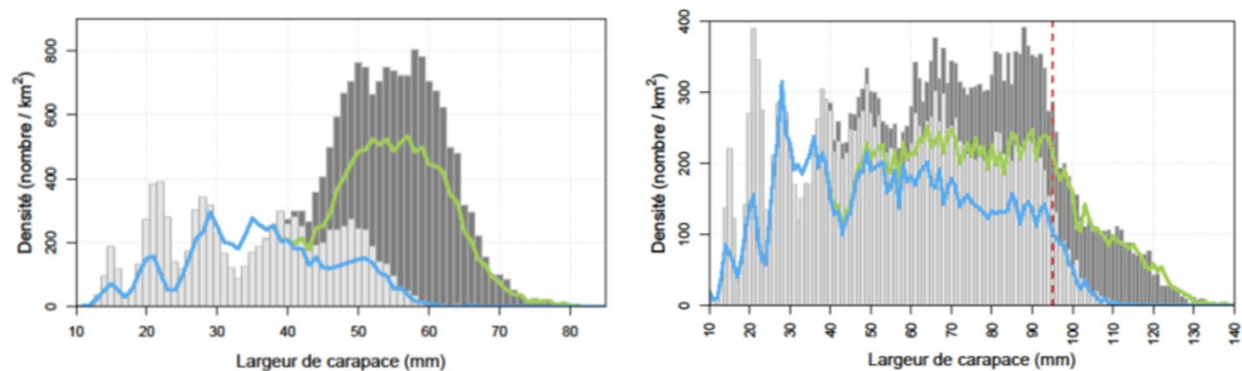 Densité (nombre / km²)
800
600
400
200
0
10 20 30 40 50 60 70 80
Largeur de carapace (mm)
Densité (nombre / km²)
400
300
200
100
0
10 20 30 40 50 60 70 80 90 100 110 120 130 140
Largeur de carapace (mm)